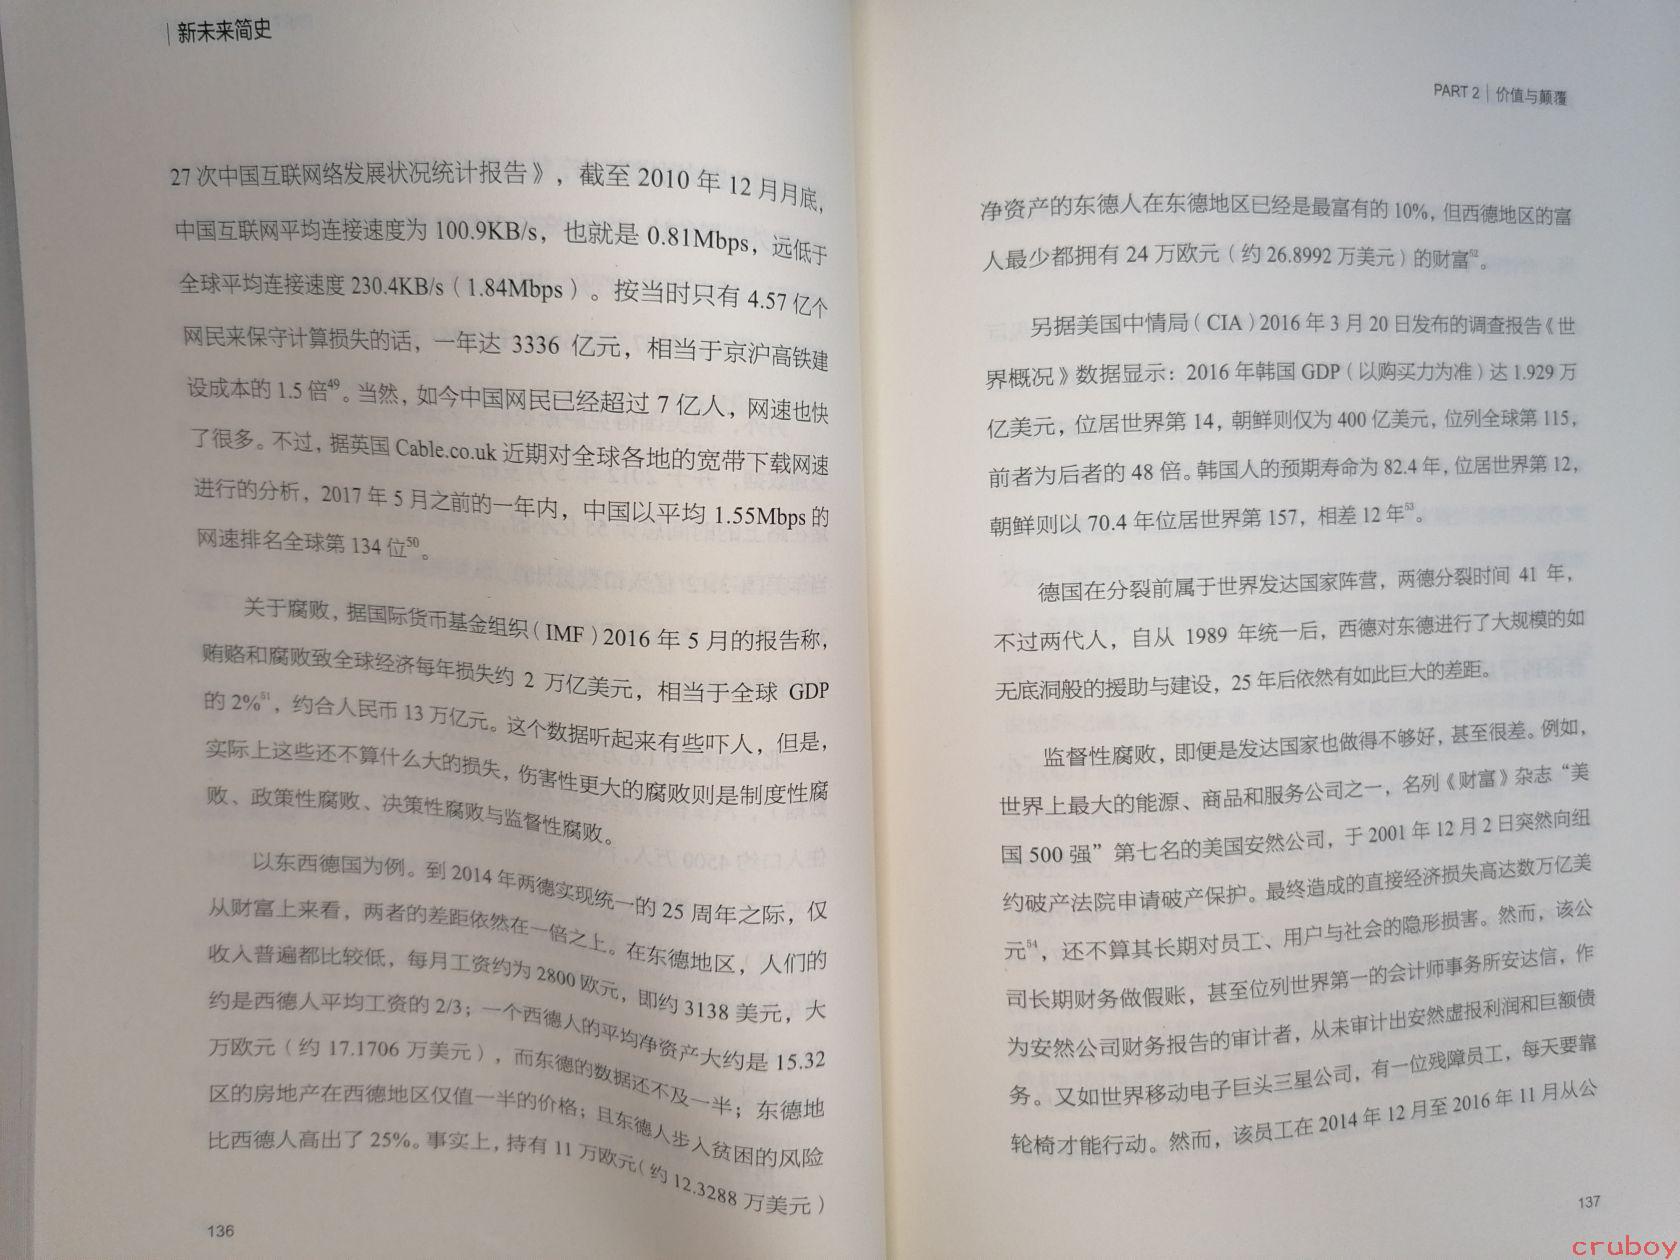 新未来简史
27 次中国互联网络发展状况统计报告》，截至 2010 年 12 月月底，
中国互联网平均连接速度为 100.9KB/s，也就是 0.81Mbps，远低于
全球平均连接速度 230.4KB/s（1.84Mbps）。按当时只有 4.57 亿个
网民来保守计算损失的话，一年达 3336 亿元，相当于京沪高铁建
设成本的 1.5 倍49。当然，如今中国网民已经超过 7 亿人，网速也快
了很多。不过，据英国 Cable.co.uk 近期对全球各地的宽带下载网速
进行的分析，2017 年 5 月之前的一年内，中国以平均 1.55Mbps 的
网速排名全球第 134 位50。
关于腐败，据国际货币基金组织（IMF）2016 年 5 月的报告称，
贿赂和腐败致全球经济每年损失约 2 万亿美元，相当于全球 GDP
的 2%51，约合人民币 13 万亿元。这个数据听起来有些吓人，但是，
实际上这些还不算什么大的损失，伤害性更大的腐败则是制度性腐
败、政策性腐败、决策性腐败与监督性腐败。
以东西德国为例。到 2014 年两德实现统一的 25 周年之际，仅
从财富上来看，两者的差距依然在一倍之上。在东德地区，人们的
收入普遍都比较低，每月工资约为 2800 欧元，即约 3138 美元，大
约是西德人平均工资的 2/3；一个西德人的平均净资产大约是 15.32
万欧元（约 17.1706 万美元），而东德的数据还不及一半；东德地
区的房地产在西德地区仅值一半的价格；且东德人步入贫困的风险
比西德人高出了 25%。事实上，持有 11 万欧元（约 12.3288 万美元）
136
PART 2 | 价值与颠覆
净资产的东德人在东德地区已经是最富有的 10%，但西德地区的富
人最少都拥有 24 万欧元（约 26.8992 万美元）的财富52。
另据美国中情局（CIA）2016 年 3 月 20 日发布的调查报告《世
界概况》数据显示：2016 年韩国 GDP（以购买力为准）达 1.929 万
亿美元，位居世界第 14，朝鲜则仅为 400 亿美元，位列全球第 115，
前者为后者的 48 倍。韩国人的预期寿命为 82.4 年，位居世界第 12，
朝鲜则以 70.4 年位居世界第 157，相差 12 年53。
德国在分裂前属于世界发达国家阵营，两德分裂时间 41 年，
不过两代人，自从 1989 年统一后，西德对东德进行了大规模的如
无底洞般的援助与建设，25 年后依然有如此巨大的差距。
监督性腐败，即便是发达国家也做得不够好，甚至很差。例如，
世界上最大的能源、商品和服务公司之一，名列《财富》杂志“美
国 500 强”第七名的美国安然公司，于 2001 年 12 月 2 日突然向纽
约破产法院申请破产保护。最终造成的直接经济损失高达数万亿美
元54，还不算其长期对员工、用户与社会的隐形损害。然而，该公
司长期财务做假账，甚至位列世界第一的会计师事务所安达信，作
为安然公司财务报告的审计者，从未审计出安然虚报利润和巨额债
务。又如世界移动电子巨头三星公司，有一位残障员工，每天要靠
轮椅才能行动。然而，该员工在 2014 年 12 月至 2016 年 11 月从公
137
cruboy